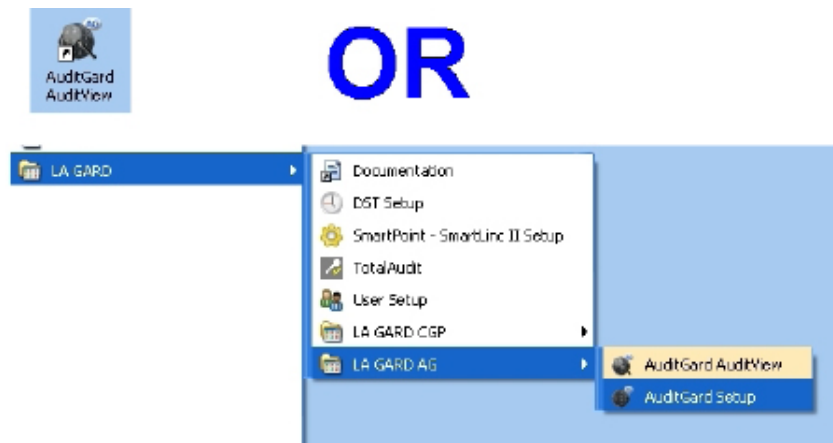 AuditGard
AuditView
OR
LA GARD
Documentation
DST Setup
SmartPoint - SmartLinc II Setup
TotalAudit
User Setup
LA GARD CGP
LA GARD AG
AuditGard AuditView
AuditGard Setup